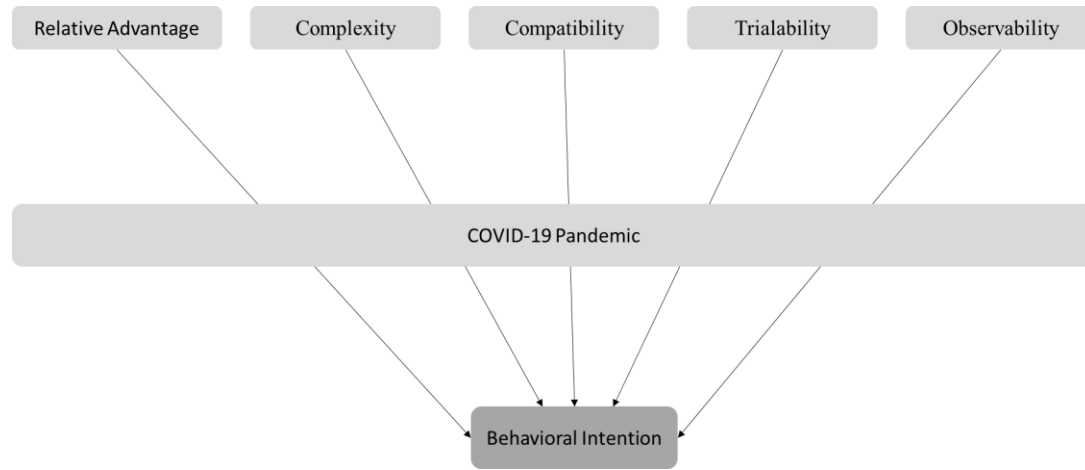 Relative Advantage
Complexity
Compatibility
Trialability
Observability
COVID-19 Pandemic
Behavioral Intention